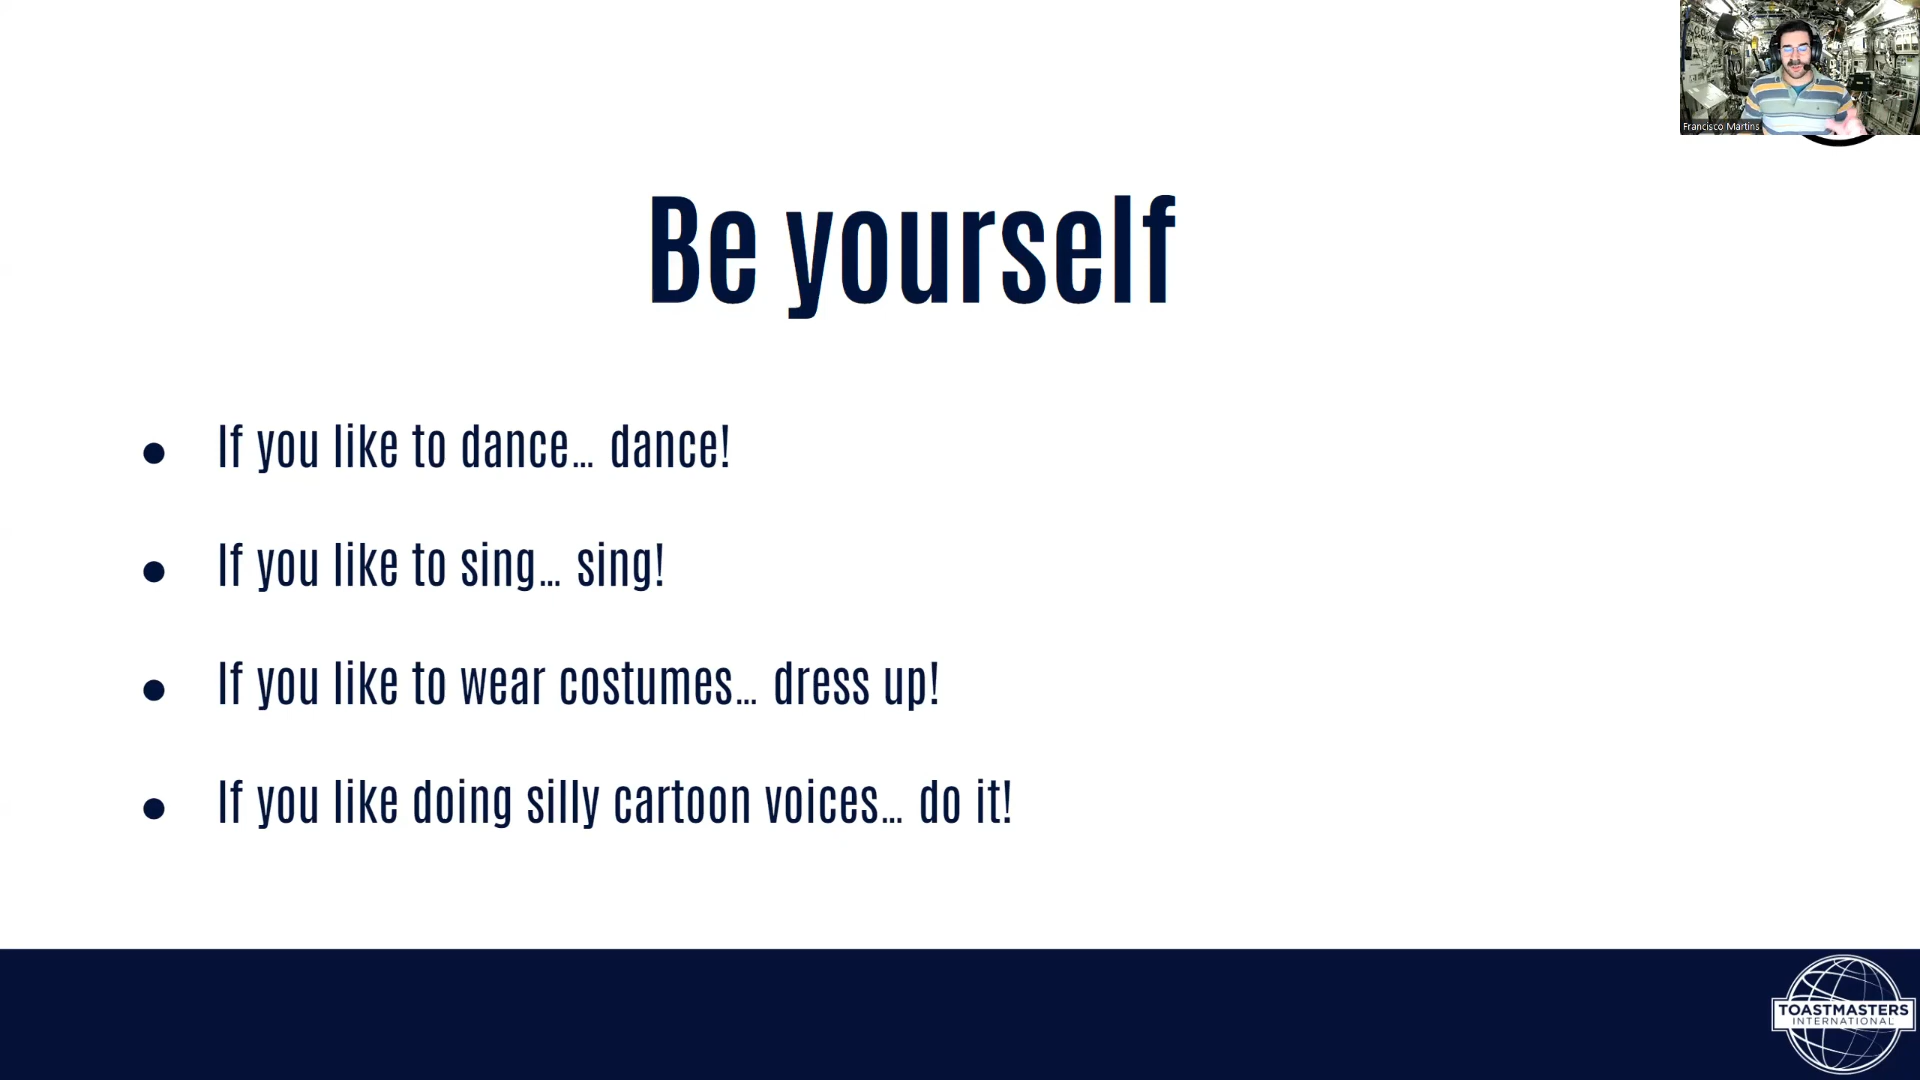 Francisco Martins
Be yourself
● If you like to dance... dance!
● If you like to sing... sing!
● If you like to wear costumes... dress up!
● If you like doing silly cartoon voices... do it!
TOASTMASTERS
INTERNATIONAL